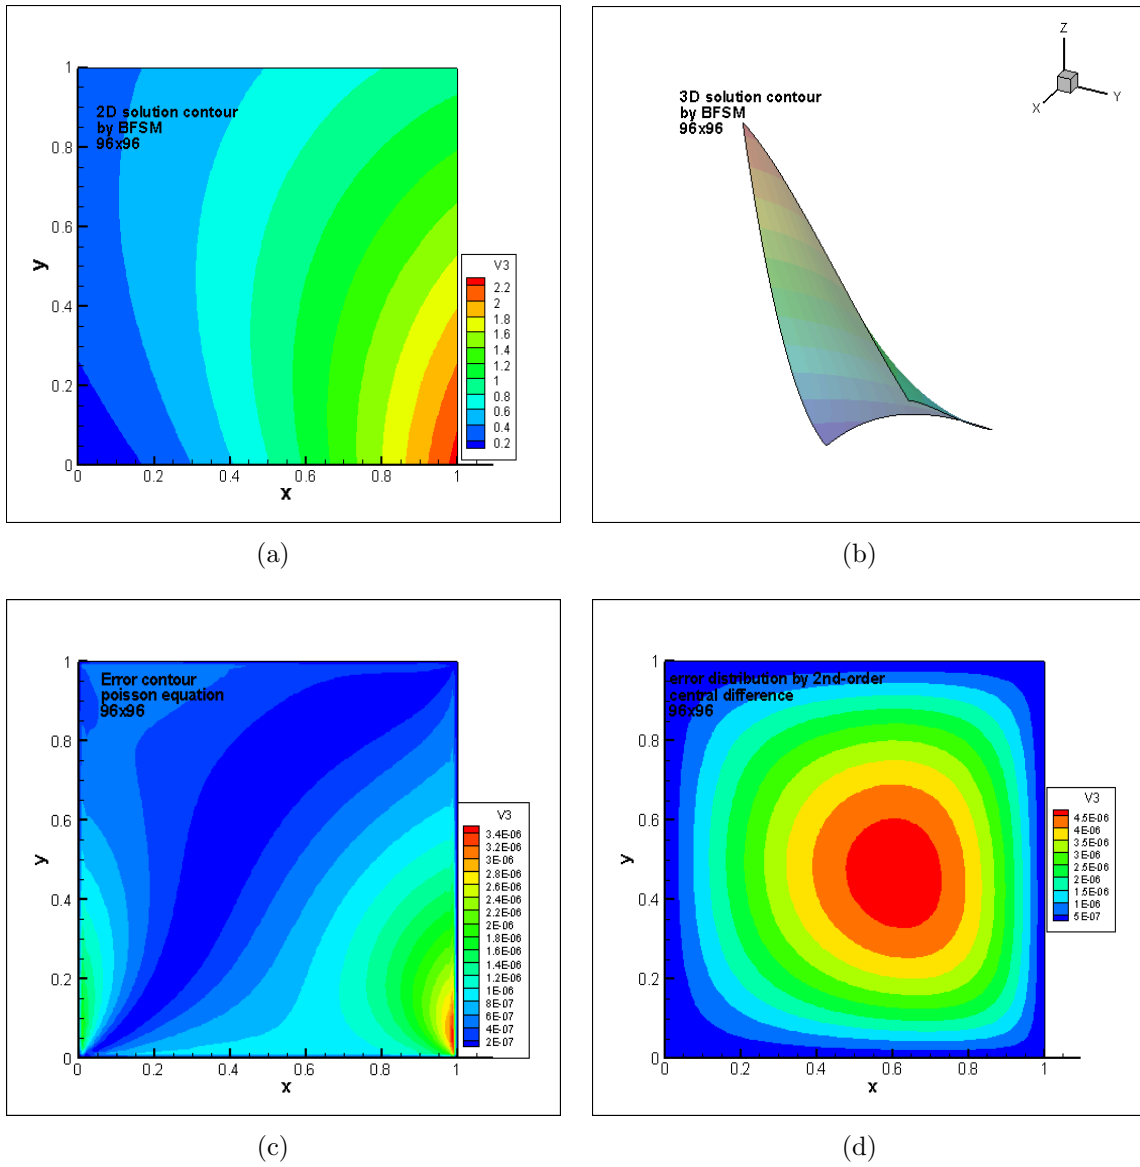 1
0.8
0.6
0.4
0.2
0
y
2D solution contour
by BFSM
96x96
V3
2.2
2
1.8
1.6
1.4
1.2
1
0.8
0.6
0.4
0.2
0 0.2 0.4 0.6 0.8 1
x
(a)
3D solution contour
by BFSM
96x96
Z
X
Y
(b)
1
0.8
0.6
0.4
0.2
0
y
Error contour
poisson equation
96x96
V3
3.4E-06
3.2E-06
3E-06
2.8E-06
2.6E-06
2.4E-06
2.2E-06
2E-06
1.8E-06
1.6E-06
1.4E-06
1.2E-06
1E-06
8E-07
6E-07
4E-07
2E-07
0 0.2 0.4 0.6 0.8 1
x
(c)
1
0.8
0.6
0.4
0.2
0
y
error distribution by 2nd-order
central difference
96x96
V3
4.5E-06
4E-06
3.5E-06
3E-06
2.5E-06
2E-06
1.5E-06
1E-06
5E-07
0 0.2 0.4 0.6 0.8 1
x
(d)